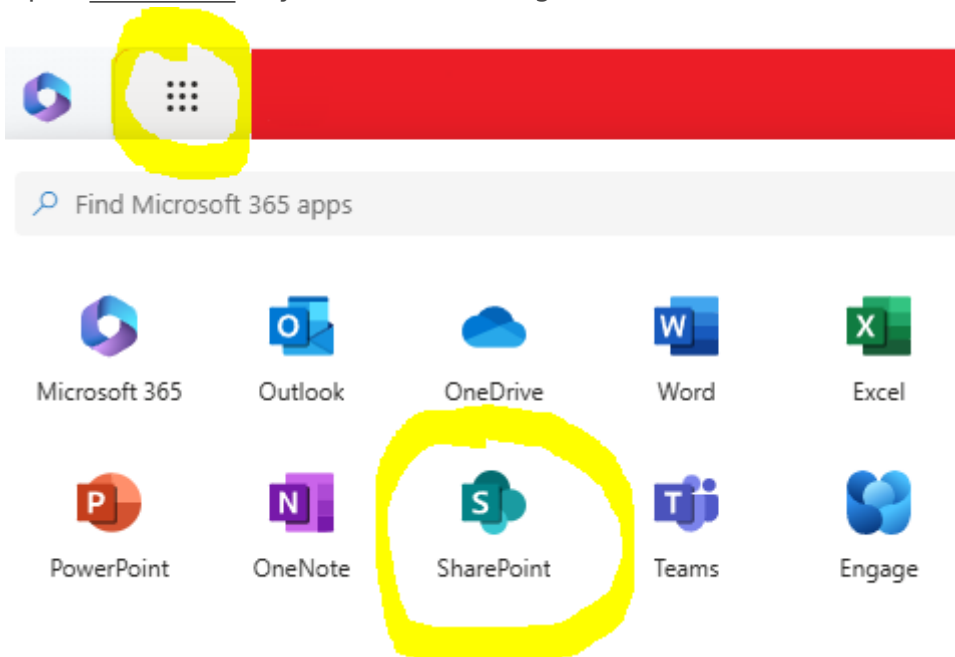 Find Microsoft 365 apps
Microsoft 365 Outlook OneDrive Word Excel
PowerPoint OneNote SharePoint Teams Engage